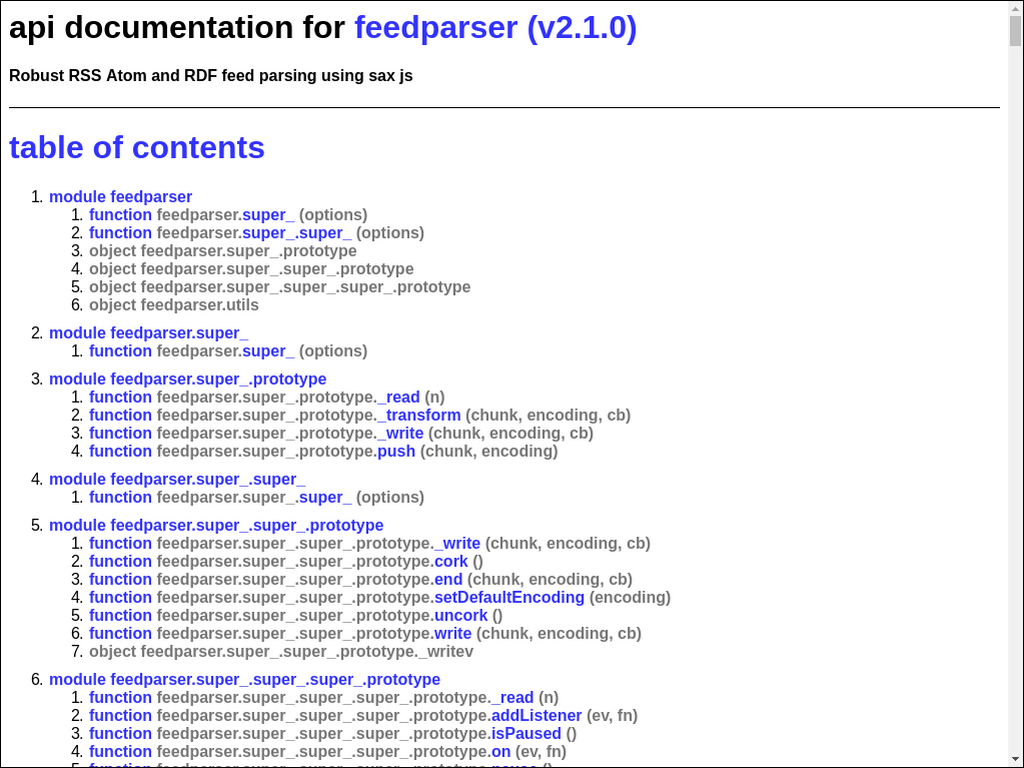 api documentation for feedparser (v2.1.0)
Robust RSS Atom and RDF feed parsing using sax js
table of contents
1. module feedparser
1. function feedparser.super_ (options)
2. function feedparser.super_.super_ (options)
3. object feedparser.super_.prototype
4. object feedparser.super_.super_.prototype
5. object feedparser.super_.super_.super_.prototype
6. object feedparser.utils
2. module feedparser.super_
1. function feedparser.super_ (options)
3. module feedparser.super_.prototype
1. function feedparser.super_.prototype._read (n)
2. function feedparser.super_.prototype._transform (chunk, encoding, cb)
3. function feedparser.super_.prototype._write (chunk, encoding, cb)
4. function feedparser.super_.prototype.push (chunk, encoding)
4. module feedparser.super_.super_
1. function feedparser.super_.super_ (options)
5. module feedparser.super_.super_.prototype
1. function feedparser.super_.super_.prototype._write (chunk, encoding, cb)
2. function feedparser.super_.super_.prototype.cork ()
3. function feedparser.super_.super_.prototype.end (chunk, encoding, cb)
4. function feedparser.super_.super_.prototype.setDefaultEncoding (encoding)
5. function feedparser.super_.super_.prototype.uncork ()
6. function feedparser.super_.super_.prototype.write (chunk, encoding, cb)
7. object feedparser.super_.super_.prototype._writev
6. module feedparser.super_.super_.super_.prototype
1. function feedparser.super_.super_.super_.prototype._read (n)
2. function feedparser.super_.super_.super_.prototype.addListener (ev, fn)
3. function feedparser.super_.super_.super_.prototype.isPaused ()
4. function feedparser.super_.super_.super_.prototype.on (ev, fn)